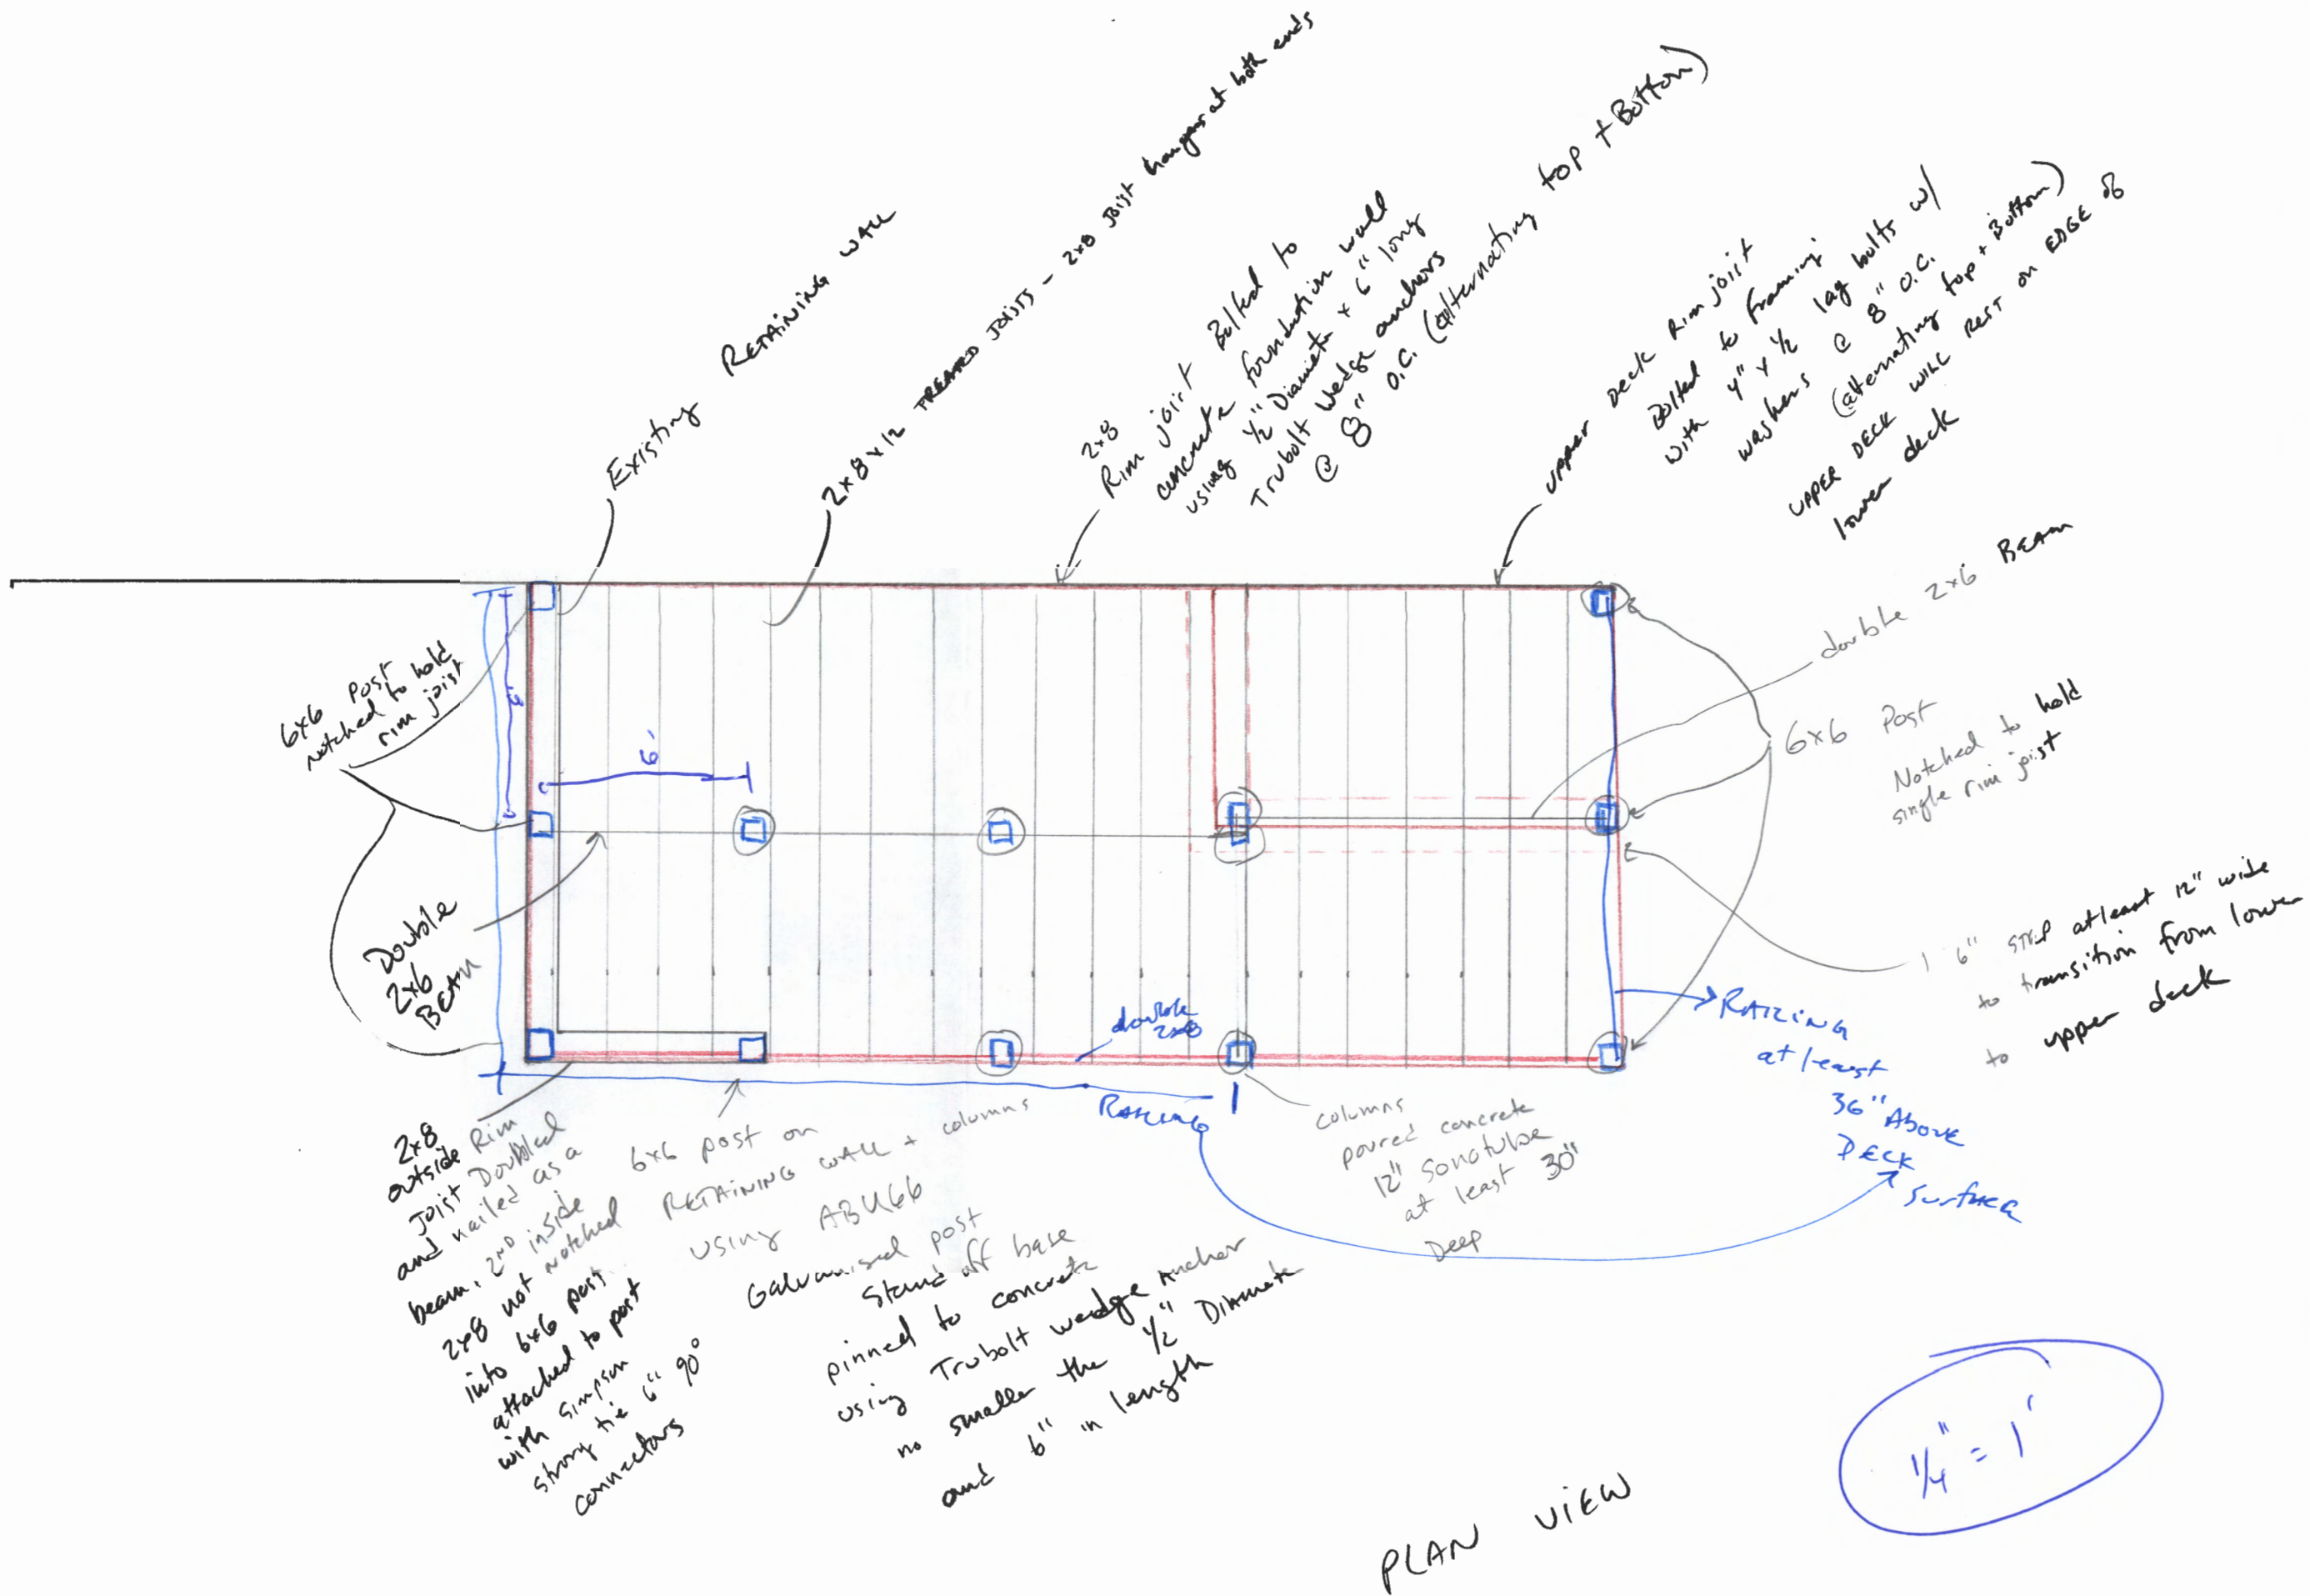 RETAINING WALL
Existing
2x8x12 TREATED JOISTS - 2x8 JOIST hangers at both ends
2x8
Rim joist Bolted to
concrete foundation wall
using 1/2" Diameter x 6" long
Trubolt Wedge anchors
@ 8" O.C. (alternating top + Bottom)
upper deck Rim joist
Bolted to framing
with 4" x 1/2 lag bolts w/
washers @ 8" O.C.
(alternating top + Bottom)
UPPER DECK WILL REST ON EDGE OF
lower deck
double 2x6 BEAM
6x6 Post
Notched to hold
single rim joist
6x6 Post
notched to hold
rim joist
6'
Double
2x6
BEAM
double
2x8
6" STEP at least 12" wide
to transition from lower
to upper deck
RAILING
at least
36" Above
DECK
Surface
RAILING
columns
poured concrete
12" sonotube
at least 30"
Deep
2x8
outside Rim
Joist Doubled
and nailed as a
beam. 2ND inside
2x8 not notched
into 6x6 post.
attached to post
with Simpson
strong tie 6" 90°
connectors
6x6 post on
RETAINING WALL + columns
using ABU66
Galvanised post
Stand off base
pinned to concrete
using Trubolt wedge Anchor
no smaller the 1/2" Diameter
and 6" in length
PLAN VIEW
1/4" = 1'